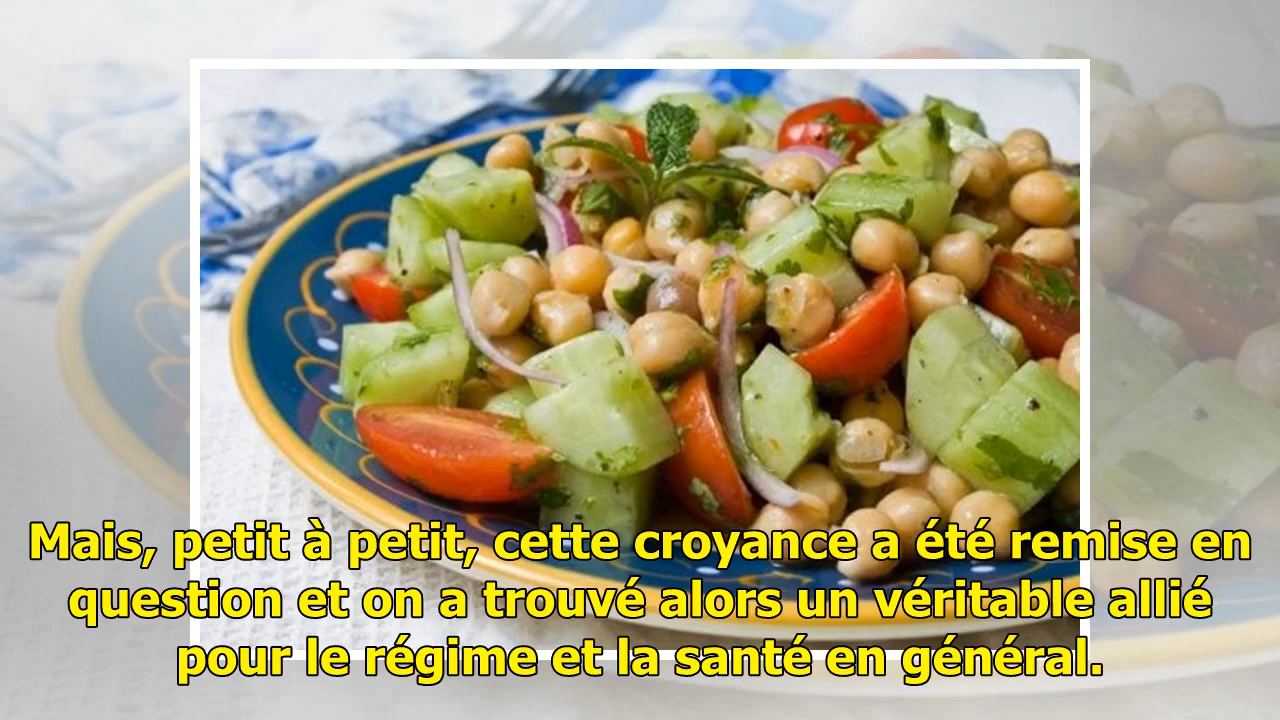 Mais, petit à petit, cette croyance a été remise en
question et on a trouvé alors un véritable allié
pour le régime et la santé en général.